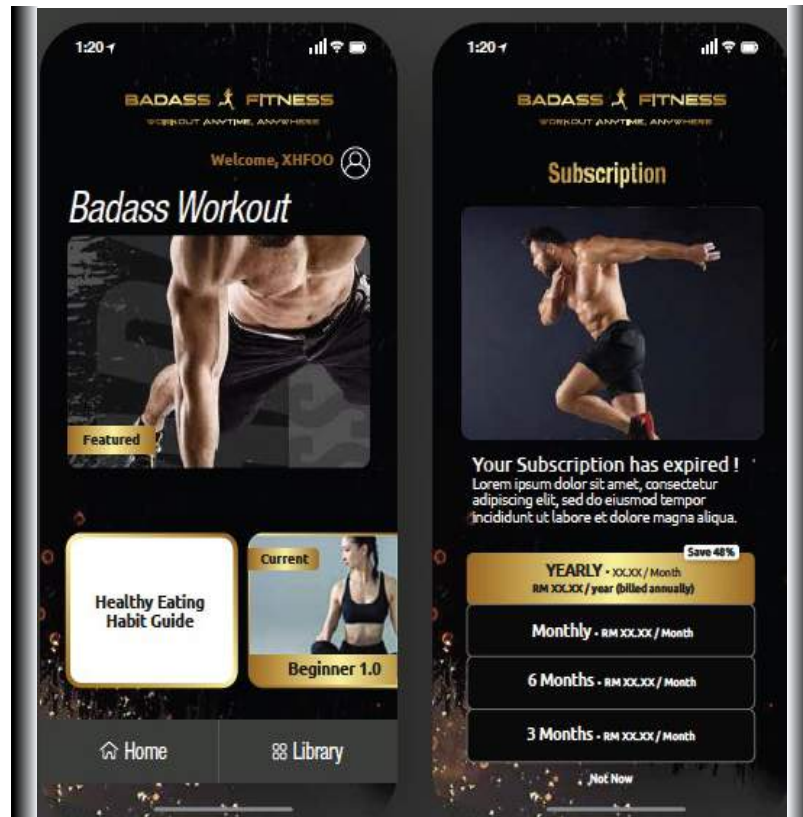 1:20
BADASS FITNESS
WORKOUT ANYTIME, ANYWHERE
Welcome, XHFOO
Badass Workout
Featured
Healthy Eating
Habit Guide
Current
Beginner 1.0
Home
Library
1:20
BADASS FITNESS
WORKOUT ANYTIME, ANYWHERE
Subscription
Your Subscription has expired !
Lorem ipsum dolor sit amet, consectetur
adipiscing elit, sed do eiusmod tempor
incididunt ut labore et dolore magna aliqua.
Save 48%
YEARLY • XX.XX / Month
RM XX.XX / year (billed annually)
Monthly • RM XX.XX / Month
6 Months • RM XX.XX / Month
3 Months • RM XX.XX / Month
Not Now